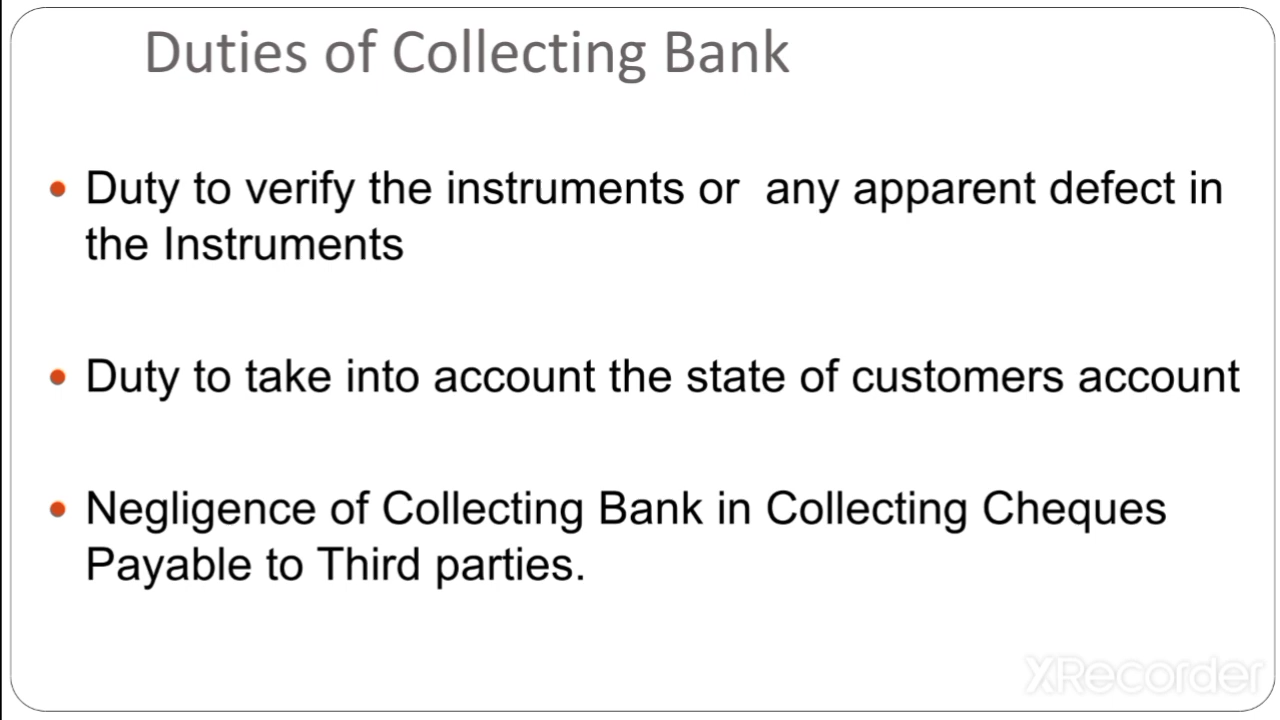 Duties of Collecting Bank
• Duty to verify the instruments or  any apparent defect in
the Instruments
• Duty to take into account the state of customers account
• Negligence of Collecting Bank in Collecting Cheques
Payable to Third parties.
XRecorder